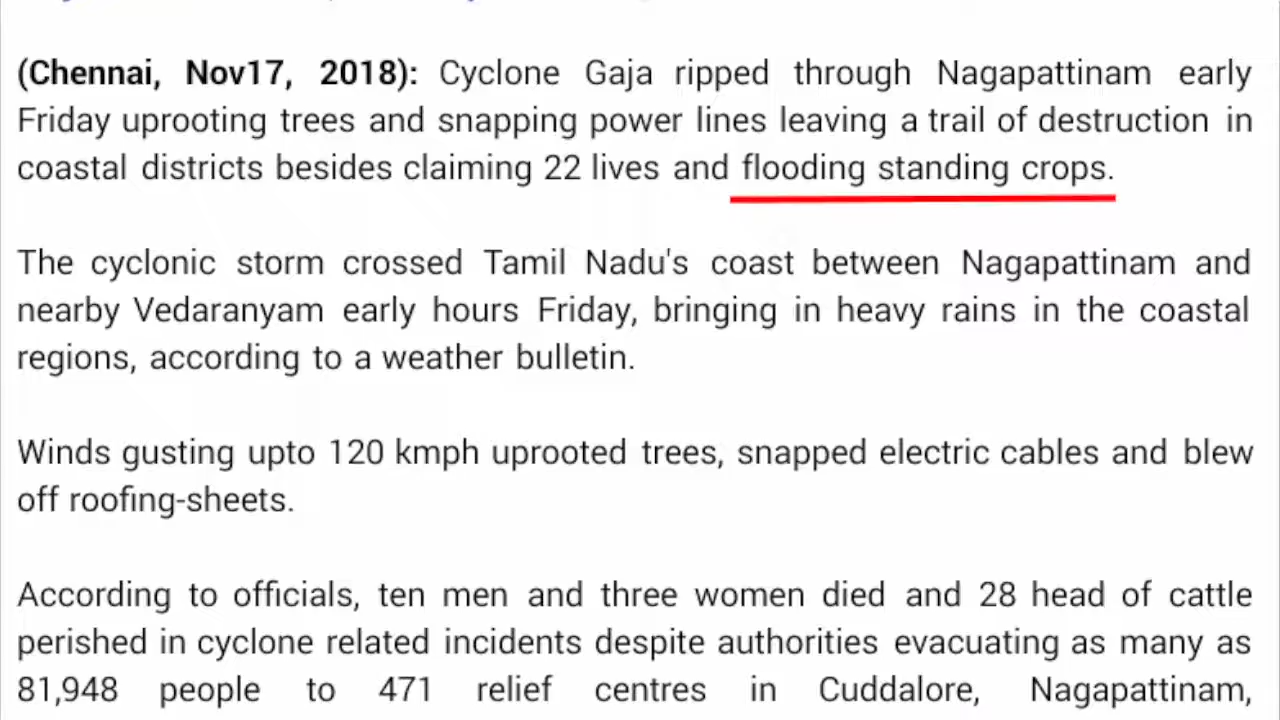 (Chennai, Nov17, 2018): Cyclone Gaja ripped through Nagapattinam early
Friday uprooting trees and snapping power lines leaving a trail of destruction in
coastal districts besides claiming 22 lives and flooding standing crops.
The cyclonic storm crossed Tamil Nadu's coast between Nagapattinam and
nearby Vedaranyam early hours Friday, bringing in heavy rains in the coastal
regions, according to a weather bulletin.
Winds gusting upto 120 kmph uprooted trees, snapped electric cables and blew
off roofing-sheets.
According to officials, ten men and three women died and 28 head of cattle
perished in cyclone related incidents despite authorities evacuating as many as
81,948 people to 471 relief centres in Cuddalore, Nagapattinam,